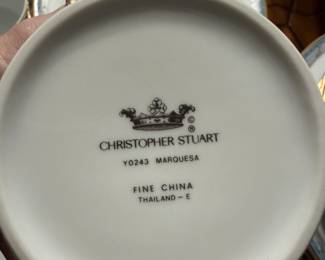 ©
®
CHRISTOPHER STUART
Y0243 MARQUESA
FINE CHINA
THAILAND - E